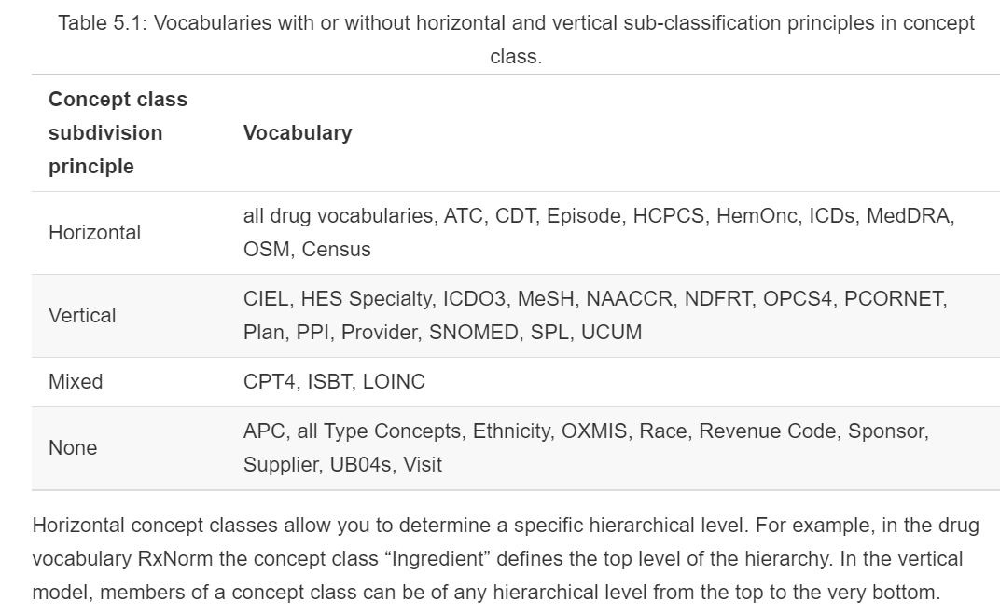 Table 5.1: Vocabularies with or without horizontal and vertical sub-classification principles in concept
class.
Concept class
subdivision
principle
Vocabulary
Horizontal
all drug vocabularies, ATC, CDT, Episode, HCPCS, HemOnc, ICDs, MedDRA,
OSM, Census
Vertical
CIEL, HES Specialty, ICDO3, MeSH, NAACCR, NDFRT, OPCS4, PCORNET,
Plan, PPI, Provider, SNOMED, SPL, UCUM
Mixed
CPT4, ISBT, LOINC
None
APC, all Type Concepts, Ethnicity, OXMIS, Race, Revenue Code, Sponsor,
Supplier, UB04s, Visit
Horizontal concept classes allow you to determine a specific hierarchical level. For example, in the drug
vocabulary RxNorm the concept class “Ingredient” defines the top level of the hierarchy. In the vertical
model, members of a concept class can be of any hierarchical level from the top to the very bottom.